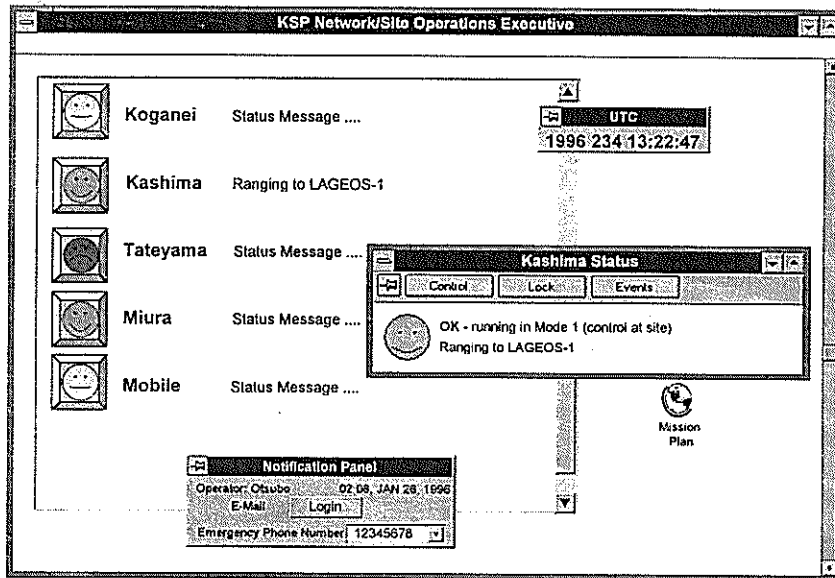 KSP Network/Site Operations Executive
Koganei Status Message ....
UTC
1996 234 13:22:47
Kashima Ranging to LAGEOS-1
Tateyama Status Message ....
Kashima Status
Control Lock Events
OK - running in Mode 1 (control at site)
Ranging to LAGEOS-1
Miura Status Message ....
Mobile Status Message ....
Mission
Plan
Notification Panel
Operator: Otsubo 02:08, JAN 26, 1996
E-Mail Login
Emergency Phone Number 12345678